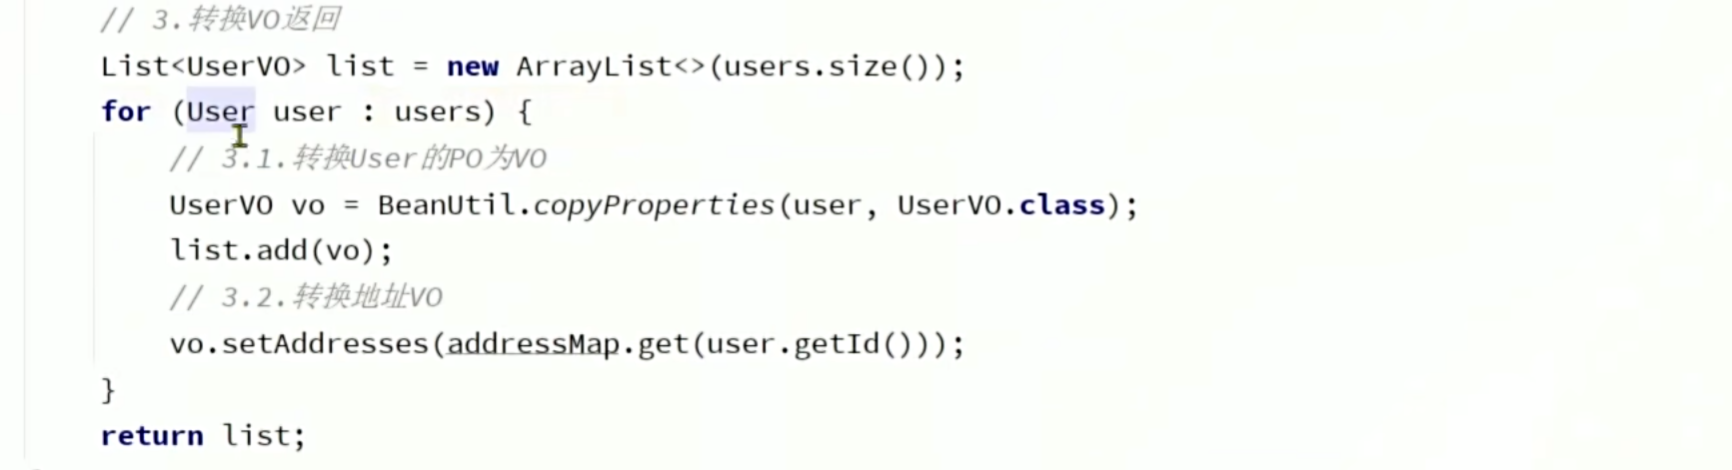 // 3.转换VO返回
List<UserVO> list = new ArrayList<>(users.size());
for (User user : users) {
// 3.1.转换User的PO为VO
UserVO vo = BeanUtil.copyProperties(user, UserVO.class);
list.add(vo);
// 3.2.转换地址VO
vo.setAddresses(addressMap.get(user.getId()));
}
return list;